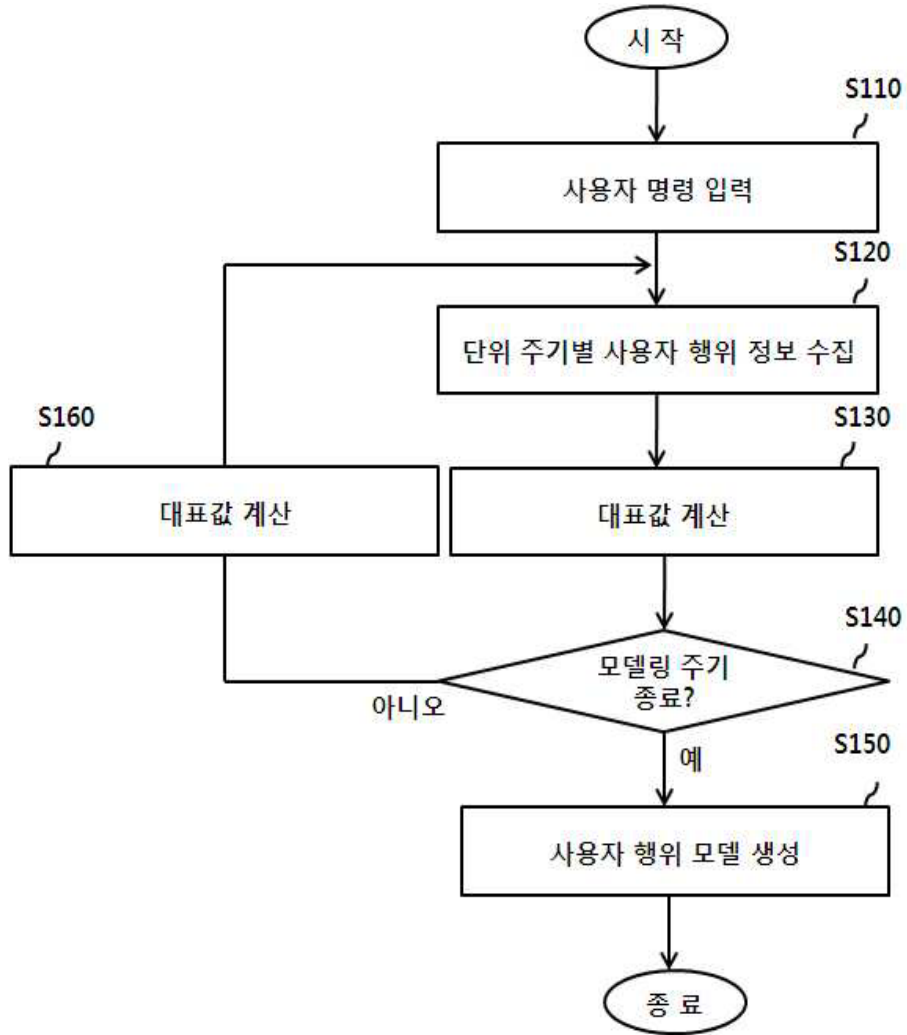 시 작
S110
사용자 명령 입력
S120
단위 주기별 사용자 행위 정보 수집
S160
대표값 계산
S130
대표값 계산
S140
모델링 주기
종료?
아니오
예
S150
사용자 행위 모델 생성
종 료